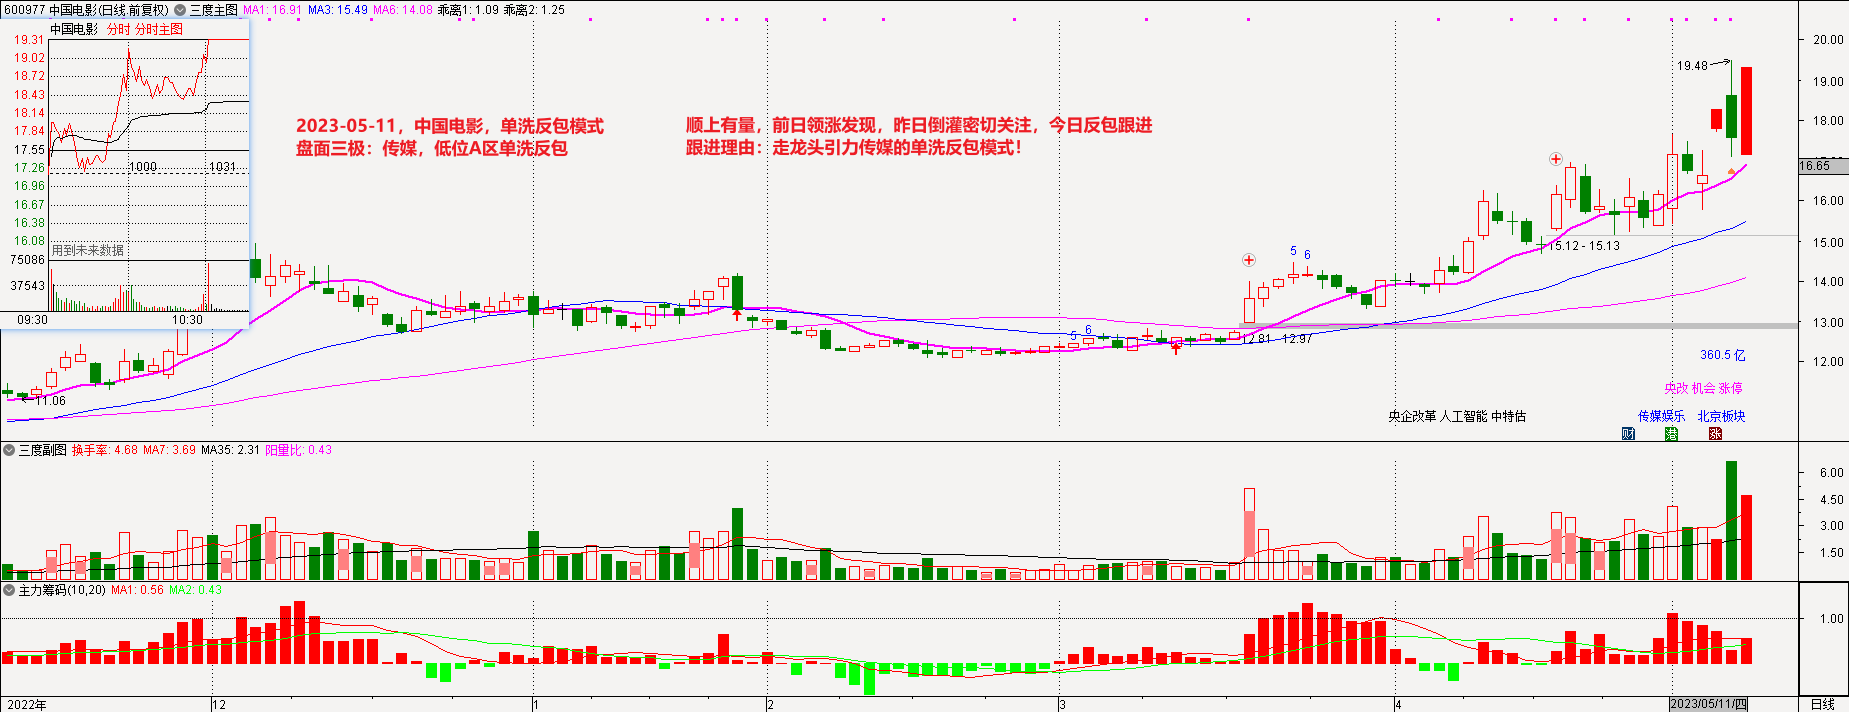 600977 中国电影(日线.前复权) 三度主图 MA1: 16.91 MA3: 15.49 MA6: 14.08 乖离1: 1.09 乖离2: 1.25
中国电影 分时 分时主图
19.31
19.02
18.72
18.43
18.14
17.84
17.55
17.26
16.96
16.67
16.38
16.08
1000
1031
用到未来数据
75086
37543
09:30
10:30
2023-05-11，中国电影，单洗反包模式
盘面三极：传媒，低位A区单洗反包
顺上有量，前日领涨发现，昨日倒灌密切关注，今日反包跟进
跟进理由：走龙头引力传媒的单洗反包模式！
19.48
20.00
19.00
18.00
16.65
16.00
15.00
14.00
13.00
12.00
15.12 - 15.13
5
6
5
6
12.81 - 12.97
11.06
360.5 亿
央改 机会 涨停
央企改革 人工智能 中特估
传媒娱乐 北京板块
财
港
涨
三度副图 换手率: 4.68 MA7: 3.69 MA35: 2.31 阳量比: 0.43
6.00
4.50
3.00
1.50
主力筹码(10,20) MA1: 0.56 MA2: 0.43
1.00
2022年
12
1
2
3
4
2023/05/11/四
日线